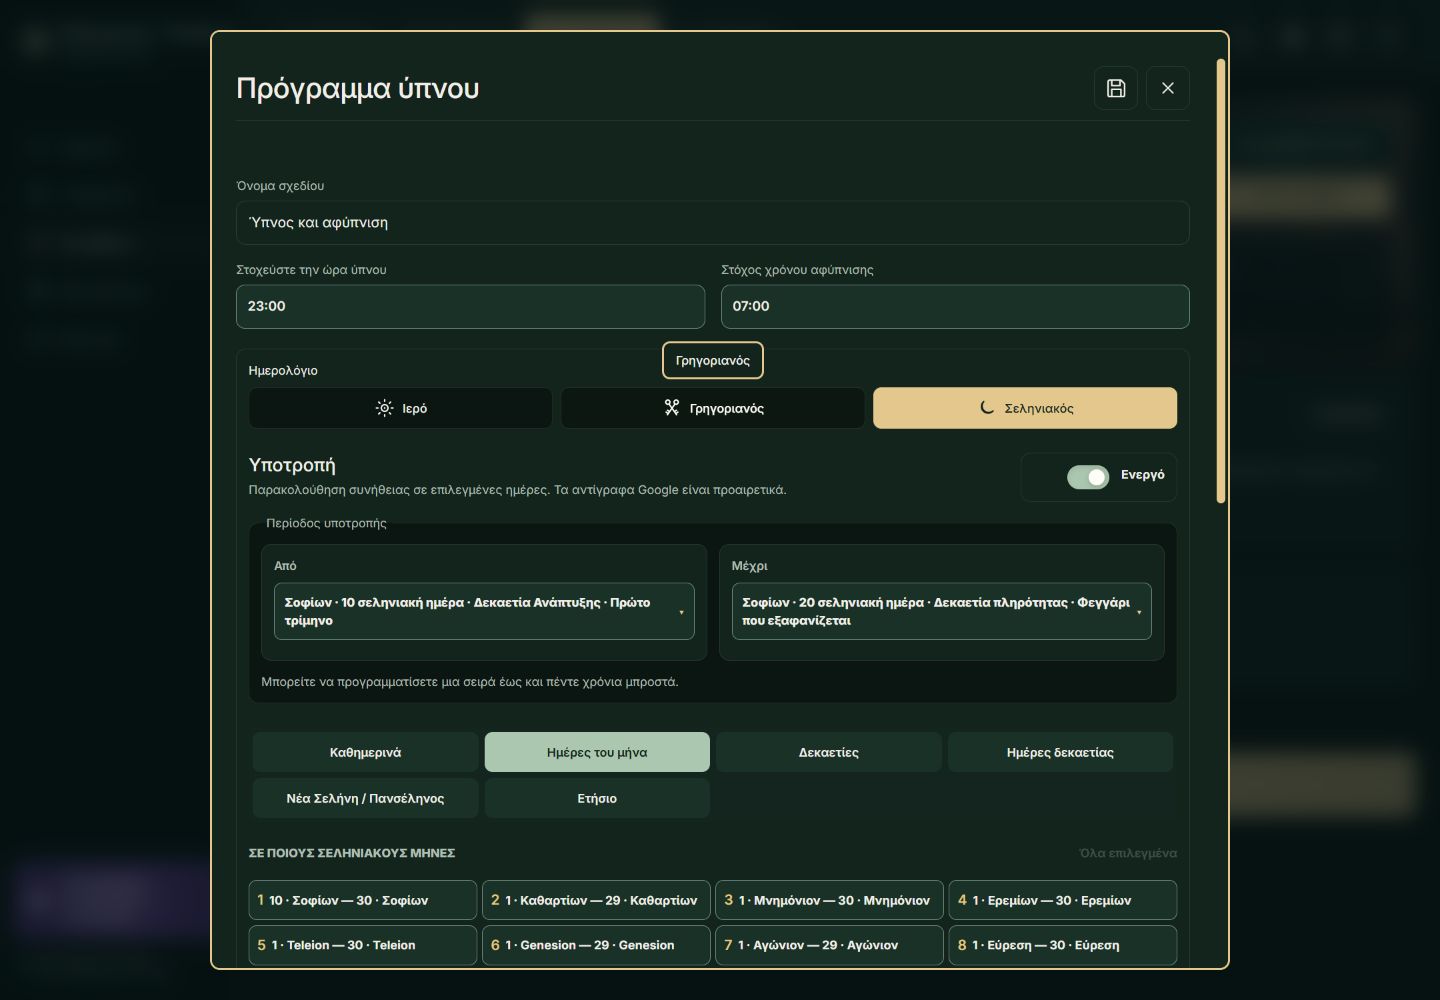 Πρόγραμμα ύπνου
Όνομα σχεδίου
Ύπνος και αφύπνιση
Στοχεύστε την ώρα ύπνου
Στόχος χρόνου αφύπνισης
23:00
07:00
Γρηγοριανός
Ημερολόγιο
Ιερό
Γρηγοριανός
Σεληνιακός
Υποτροπή
Παρακολούθηση συνήθειας σε επιλεγμένες ημέρες. Τα αντίγραφα Google είναι προαιρετικά.
Ενεργό
Περίοδος υποτροπής
Από
Σοφίων · 10 σεληνιακή ημέρα · Δεκαετία Ανάπτυξης · Πρώτο
τρίμηνο
Μέχρι
Σοφίων · 20 σεληνιακή ημέρα · Δεκαετία πληρότητας · Φεγγάρι
που εξαφανίζεται
Μπορείτε να προγραμματίσετε μια σειρά έως και πέντε χρόνια μπροστά.
Καθημερινά
Ημέρες του μήνα
Δεκαετίες
Ημέρες δεκαετίας
Νέα Σελήνη / Πανσέληνος
Ετήσιο
ΣΕ ΠΟΙΟΥΣ ΣΕΛΗΝΙΑΚΟΥΣ ΜΗΝΕΣ
Όλα επιλεγμένα
1 10 · Σοφίων — 30 · Σοφίων
2 1 · Καθαρτίων — 29 · Καθαρτίων
3 1 · Μνημόνιον — 30 · Μνημόνιον
4 1 · Ερεμίων — 30 · Ερεμίων
5 1 · Teleion — 30 · Teleion
6 1 · Genesion — 29 · Genesion
7 1 · Αγώνιον — 29 · Αγώνιον
8 1 · Εύρεση — 30 · Εύρεση